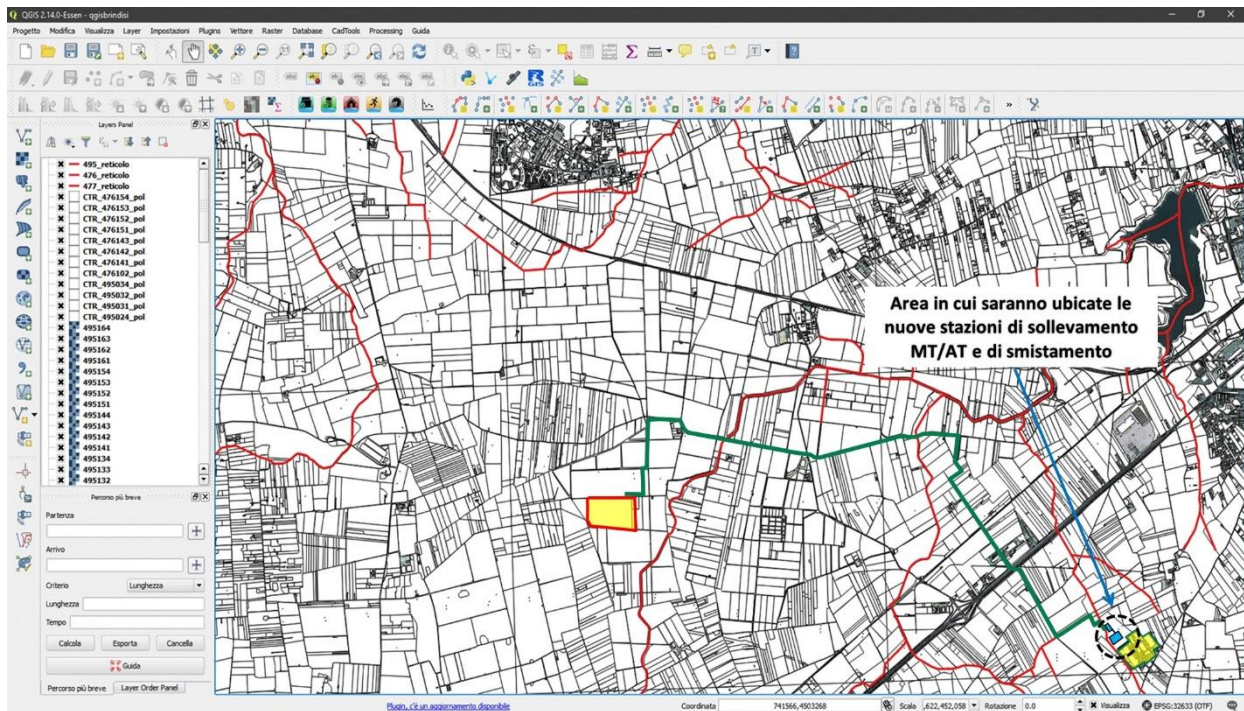 QGIS 2.14.0-Essen - qgisbrindisi
Progetto Modifica Visualizza Layer Impostazioni Plugins Vettore Raster Database CadTools Processing Guida
Layers Panel
495_reticolo
476_reticolo
477_reticolo
CTR_476154_pol
CTR_476153_pol
CTR_476152_pol
CTR_476151_pol
CTR_476143_pol
CTR_476142_pol
CTR_476141_pol
CTR_476102_pol
CTR_495034_pol
CTR_495032_pol
CTR_495031_pol
CTR_495024_pol
495164
495163
495162
495161
495154
495153
495152
495151
495144
495143
495142
495141
495134
495133
495132
Area in cui saranno ubicate le
nuove stazioni di sollevamento
MT/AT e di smistamento
Percorso più breve
Partenza
Arrivo
Criterio Lunghezza
Lunghezza
Tempo
Calcola Esporta Cancella
Guida
Percorso più breve Layer Order Panel
Plugin, c'è un aggiornamento disponibile Coordinata 741566,4503268 Scala ,622,452,058 Rotazione 0.0 Visualizza EPSG:32633 (OTF)